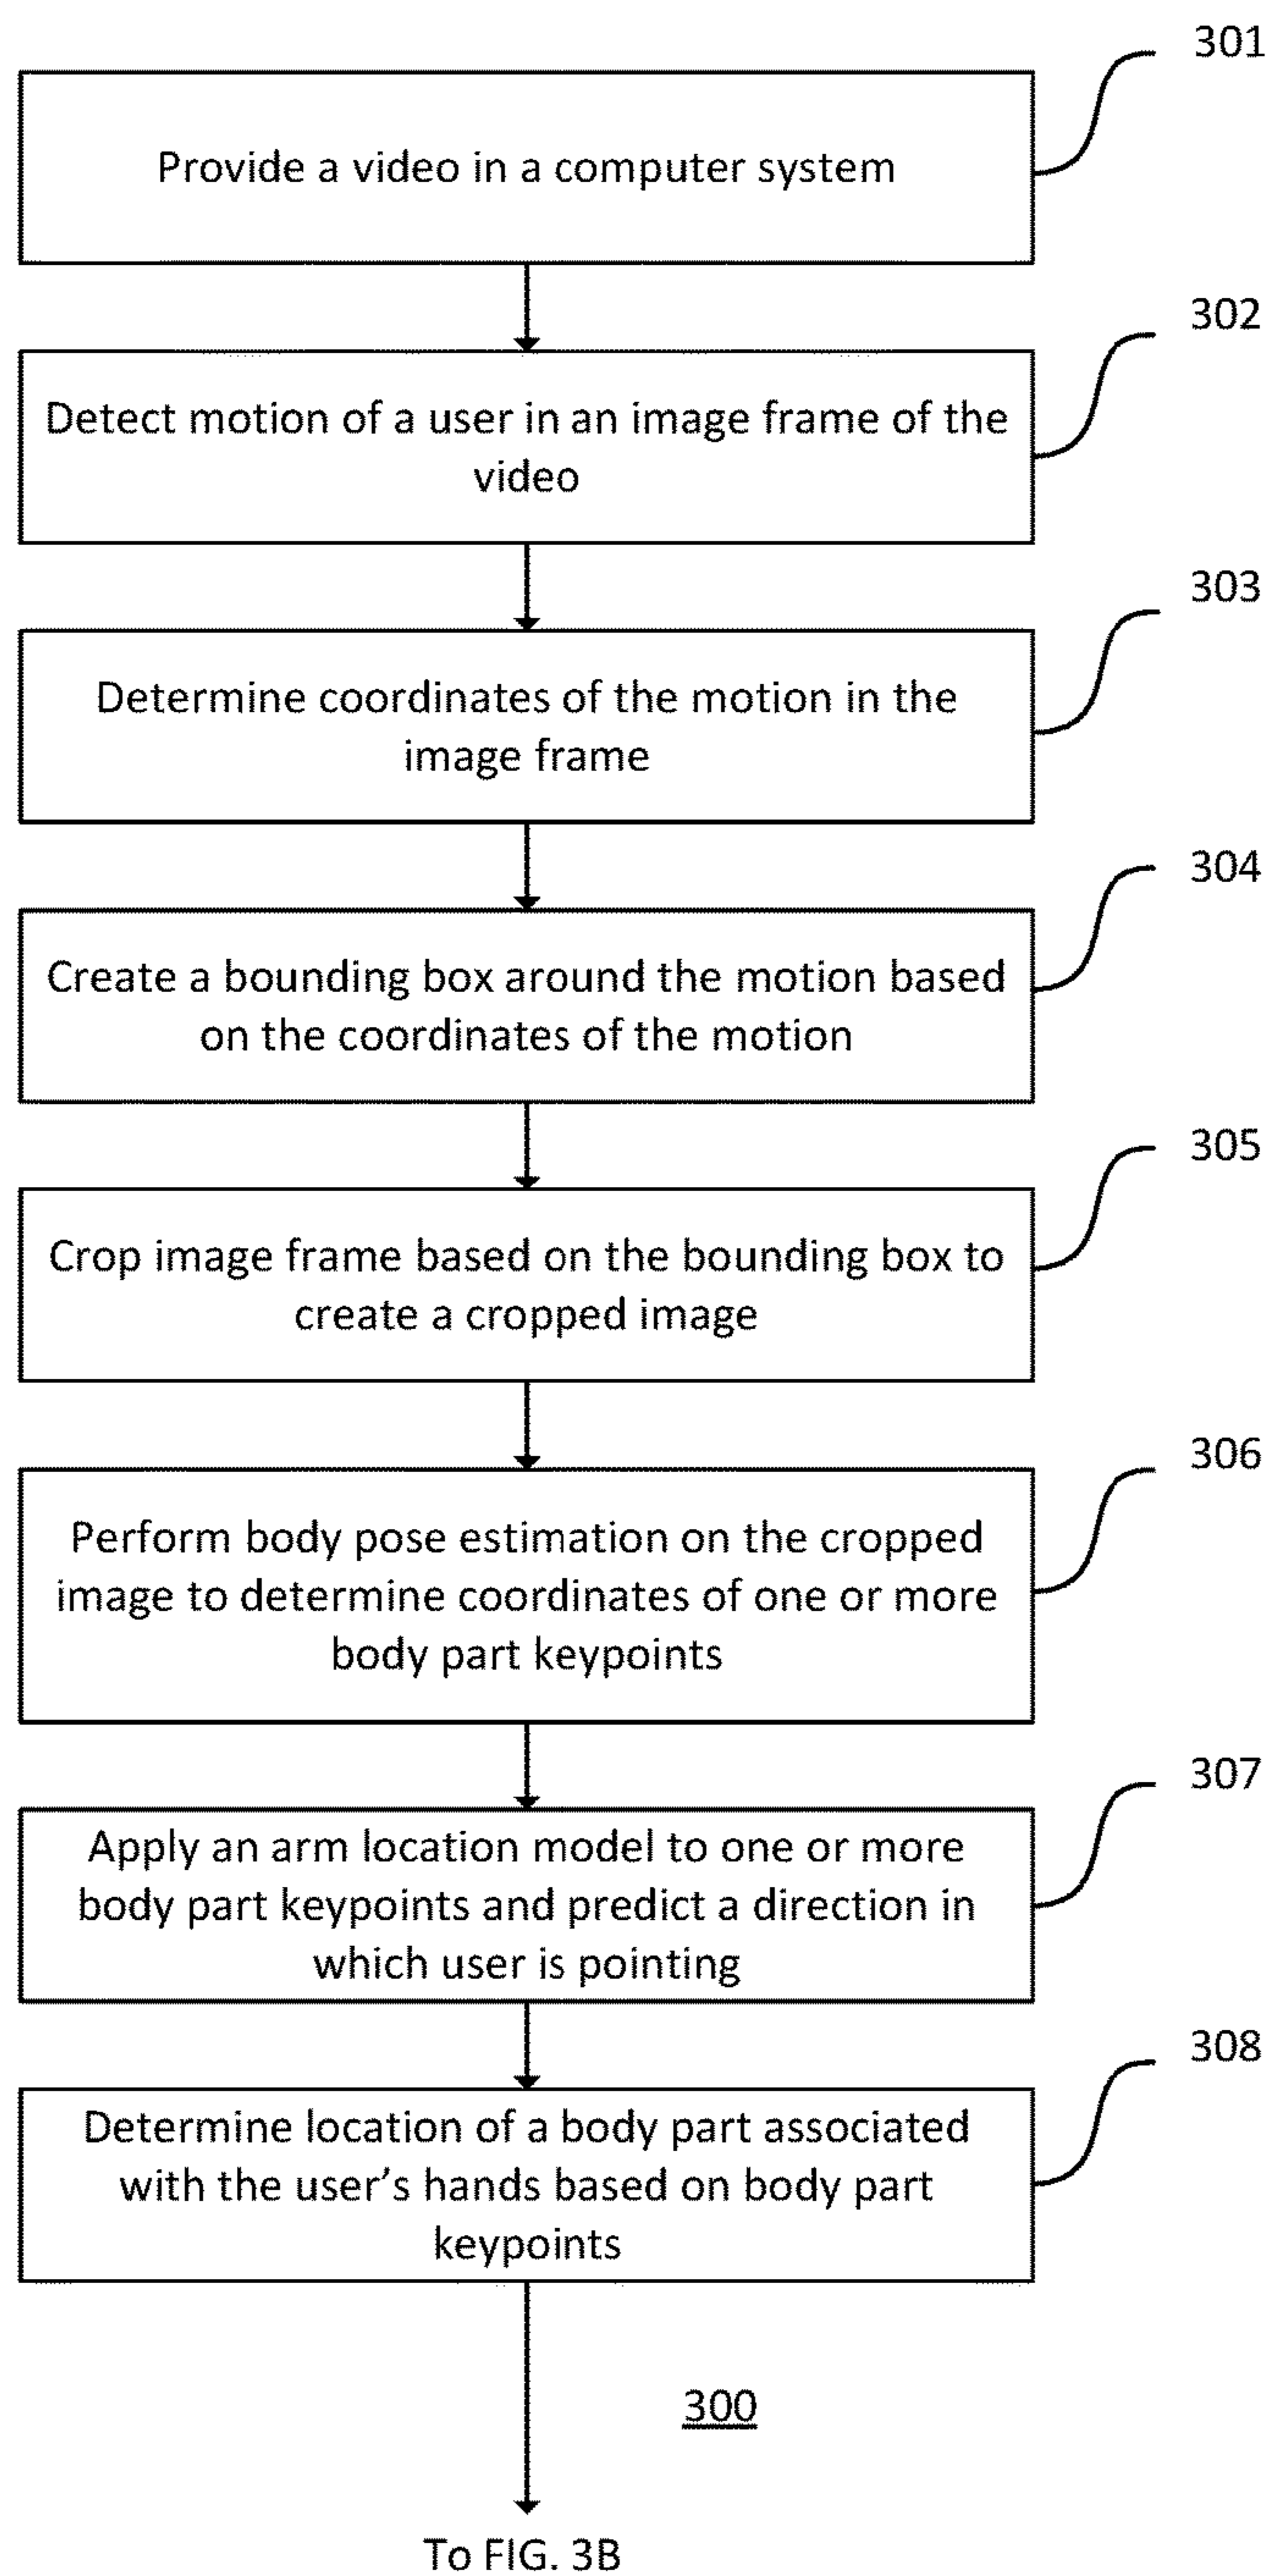 301
Provide a video in a computer system
302
Detect motion of a user in an image frame of the
video
303
Determine coordinates of the motion in the
image frame
304
Create a bounding box around the motion based
on the coordinates of the motion
305
Crop image frame based on the bounding box to
create a cropped image
306
Perform body pose estimation on the cropped
image to determine coordinates of one or more
body part keypoints
307
Apply an arm location model to one or more
body part keypoints and predict a direction in
which user is pointing
308
Determine location of a body part associated
with the user’s hands based on body part
keypoints
300
To FIG. 3B